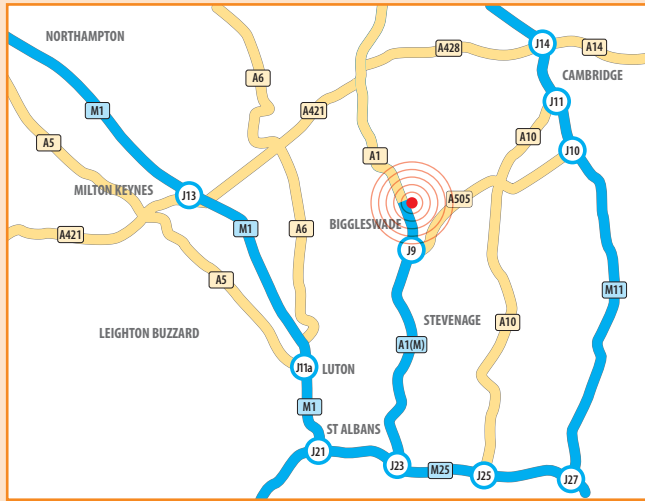 NORTHAMPTON
A428
J14
A14
A6
CAMBRIDGE
M1
A421
J11
A10
A5
A1
J10
MILTON KEYNES
J13
A505
A421
M1
A6
BIGGLESWADE
J9
A5
M11
LEIGHTON BUZZARD
STEVENAGE
A10
A1(M)
J11a
LUTON
M1
ST ALBANS
J21
J23
M25
J25
J27